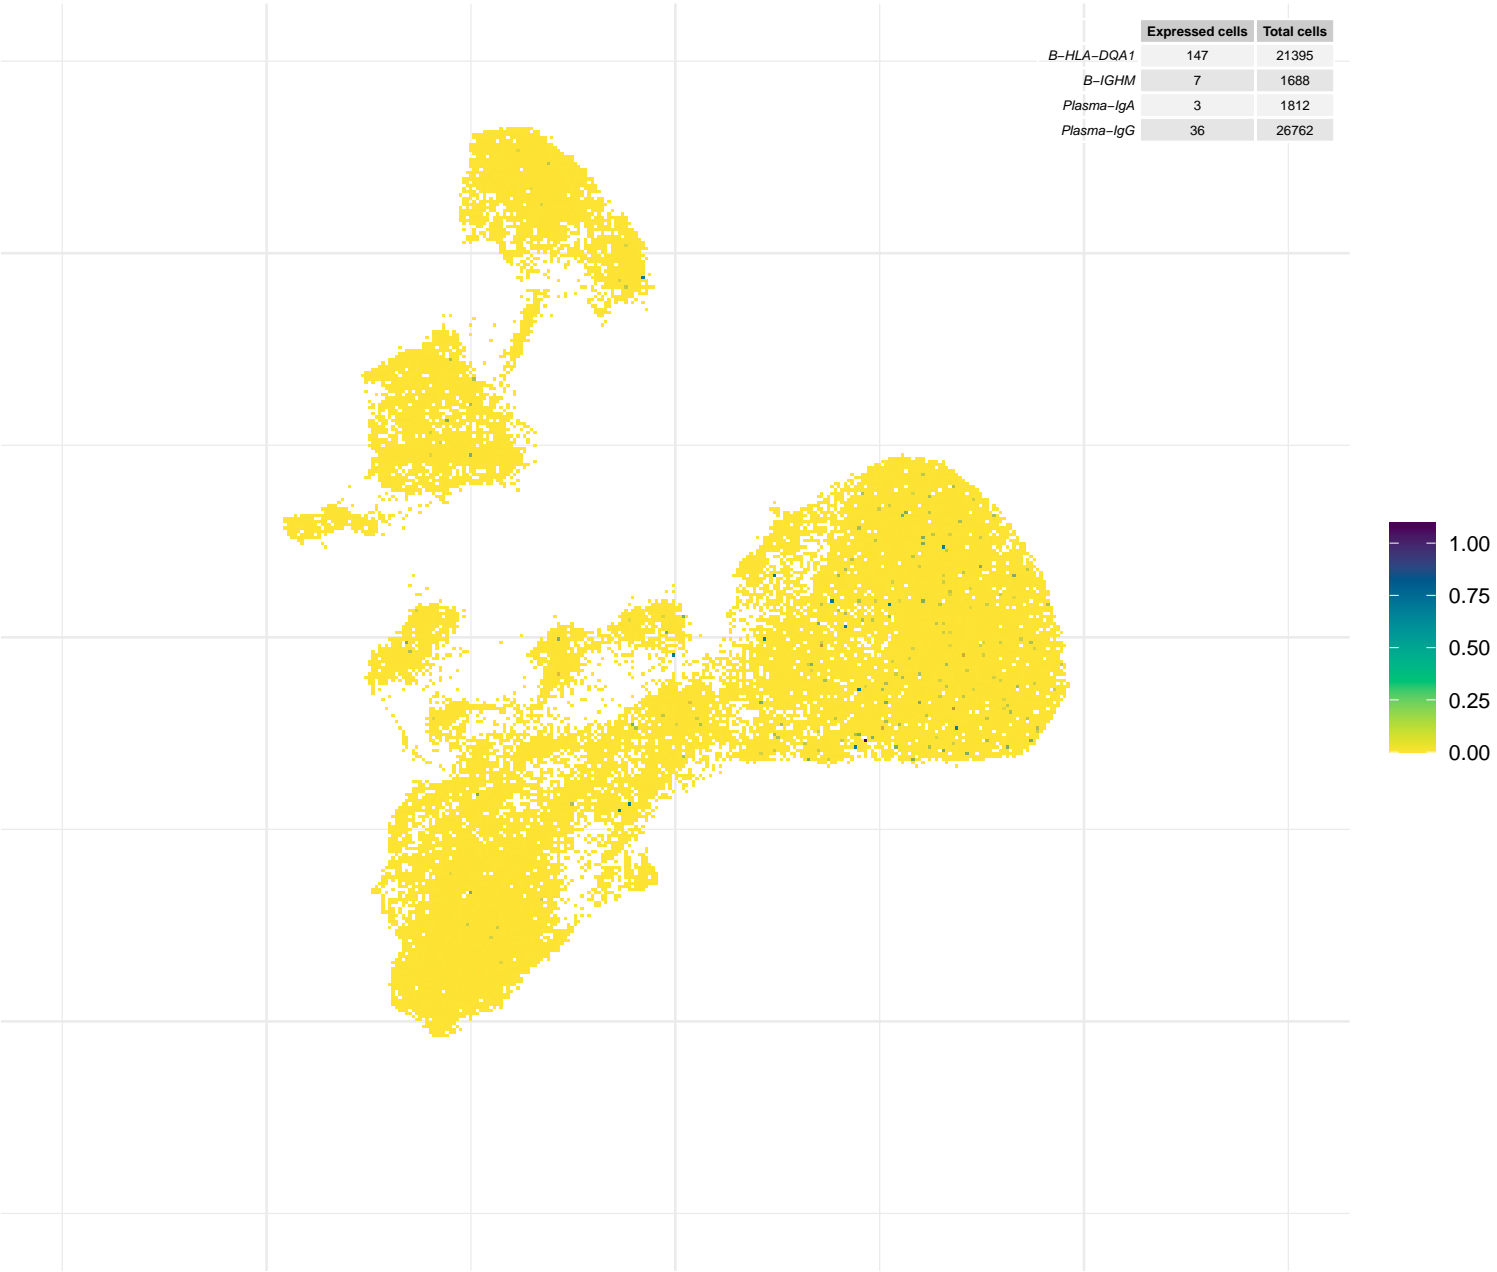 Expressed cells Total cells
B−HLA−DQA1 147 21395
B−IGHM 7 1688
Plasma−IgA 3 1812
Plasma−IgG 36 26762
1.00
0.75
0.50
0.25
0.00